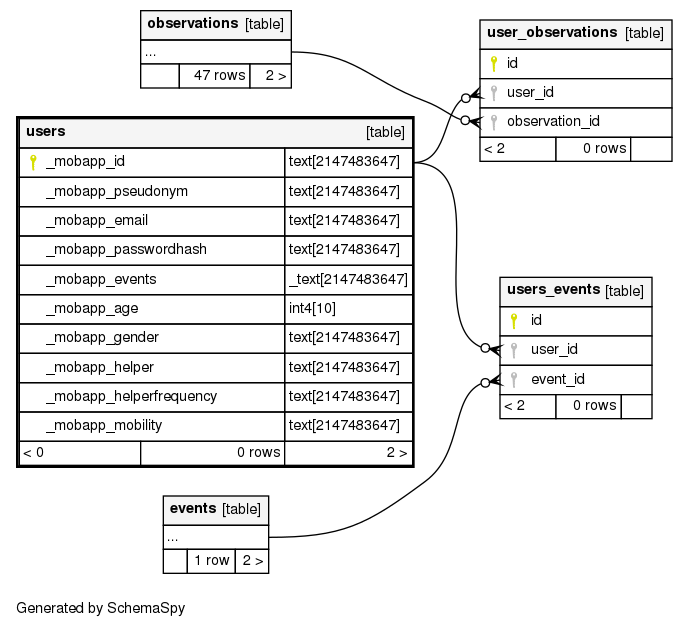 observations [table]
...
47 rows 2 >
user_observations [table]
id
user_id
observation_id
< 2 0 rows
users [table]
_mobapp_id text[2147483647]
_mobapp_pseudonym text[2147483647]
_mobapp_email text[2147483647]
_mobapp_passwordhash text[2147483647]
_mobapp_events _text[2147483647]
_mobapp_age int4[10]
_mobapp_gender text[2147483647]
_mobapp_helper text[2147483647]
_mobapp_helperfrequency text[2147483647]
_mobapp_mobility text[2147483647]
< 0 0 rows 2 >
users_events [table]
id
user_id
event_id
< 2 0 rows
events [table]
...
1 row 2 >
Generated by SchemaSpy